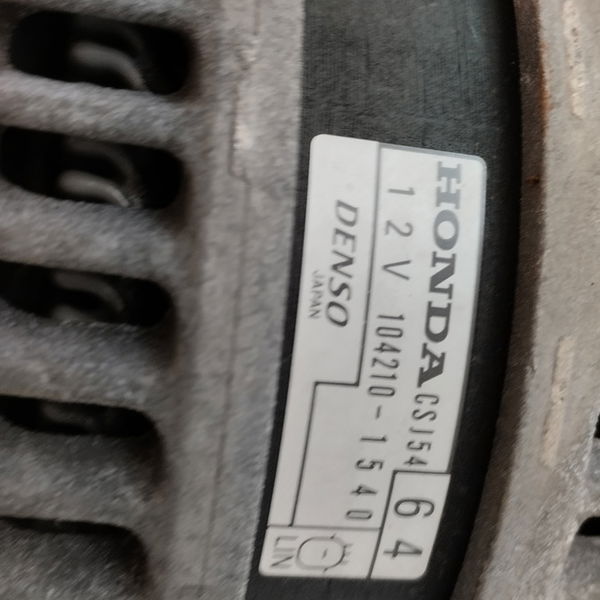 HONDA CSJ54 64
12V 104210-1540
DENSO
JAPAN
LIN